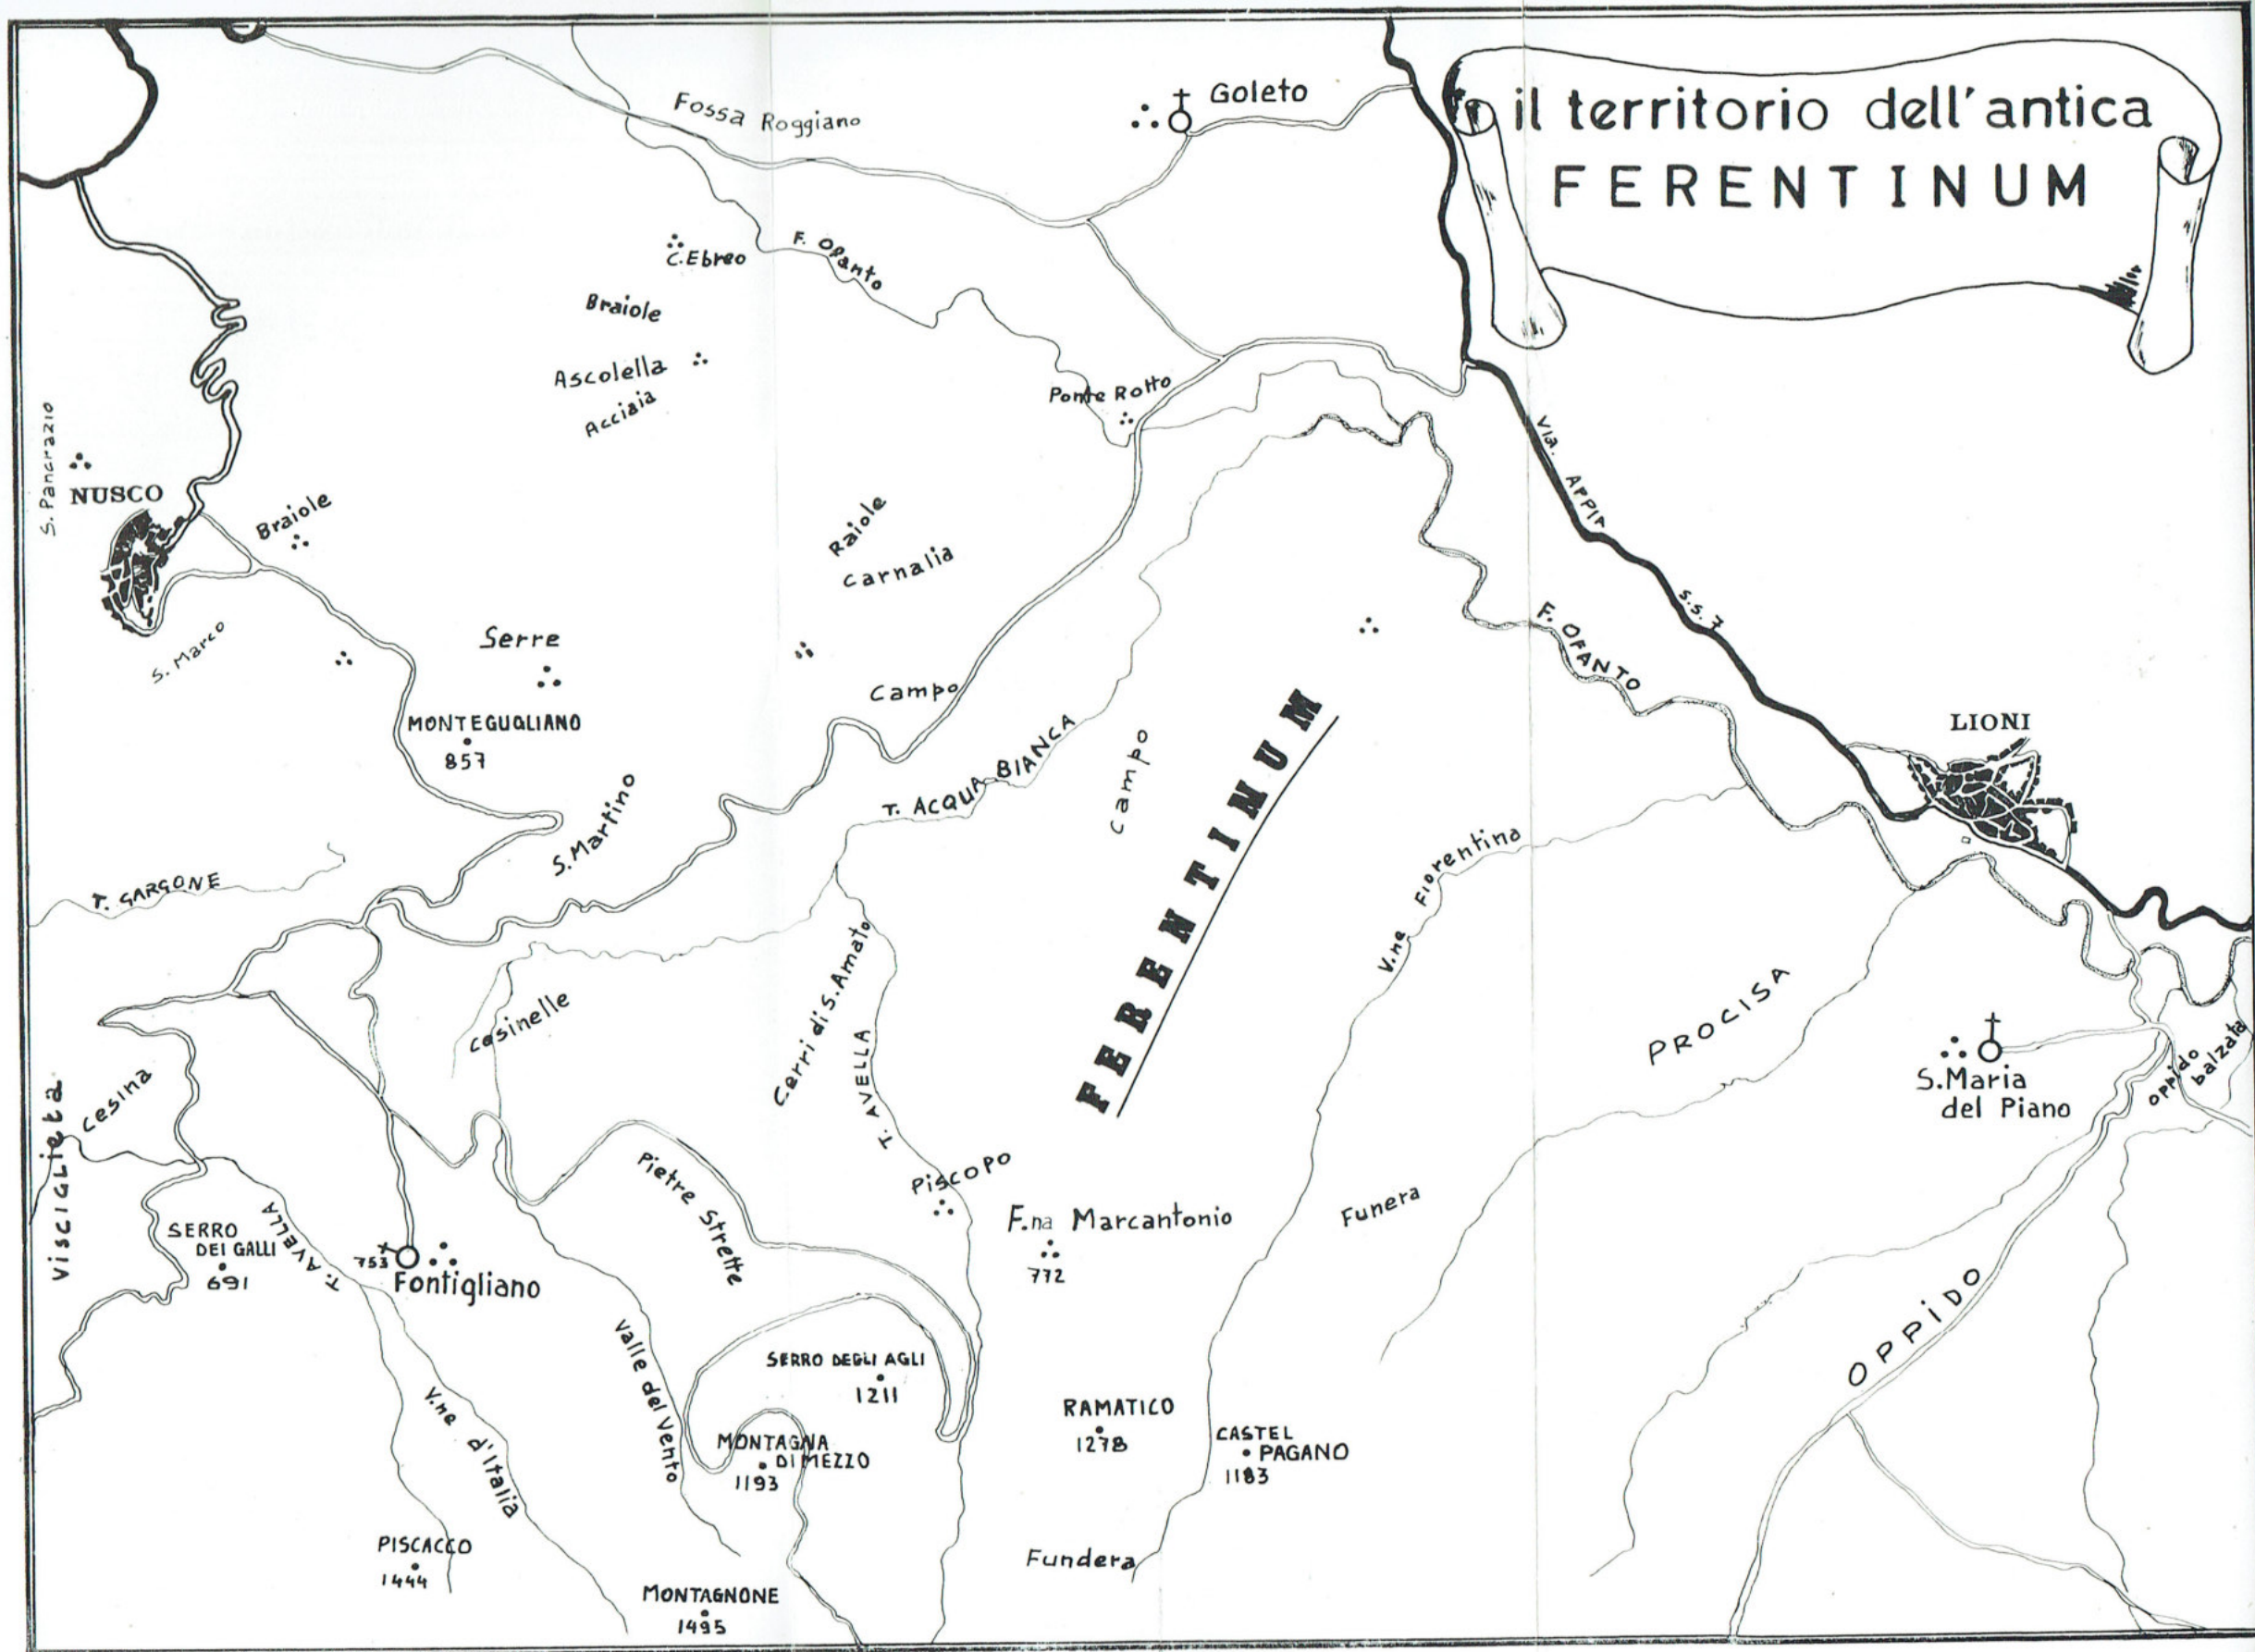 il territorio dell'antica
FERENTINUM
Goleto
Fossa Roggiano
F. Ofanto
C. Ebreo
Braiole
Ascolella
Acciaia
Ponte Rotto
S. Pancrazio
NUSCO
Braiole
S. Marco
Raiole
Carnalia
Serre
MONTEGUGLIANO
857
Campo
Via. APPIA
S.S. 7
F. OFANTO
LIONI
S. Martino
T. ACQUA BIANCA
Campo
FERENTINUM
V.ne Fiorentina
T. GARGONE
Casinelle
Cerri di S. Amato
T. AVELLA
PROCISA
S. Maria
del Piano
Oppido
balzata
Visciglieta
Cesina
SERRO
DEI GALLI
691
T. AVELLA
753
Fontigliano
Pietre Strette
Piscopo
F.na Marcantonio
772
Funera
OPPiDO
V.ne d'Italia
Valle del Vento
SERRO DEGLI AGLI
1211
MONTAGNA
DI MEZZO
1193
RAMATICO
1278
CASTEL
PAGANO
1183
PISCACCO
1444
MONTAGNONE
1495
Fundera